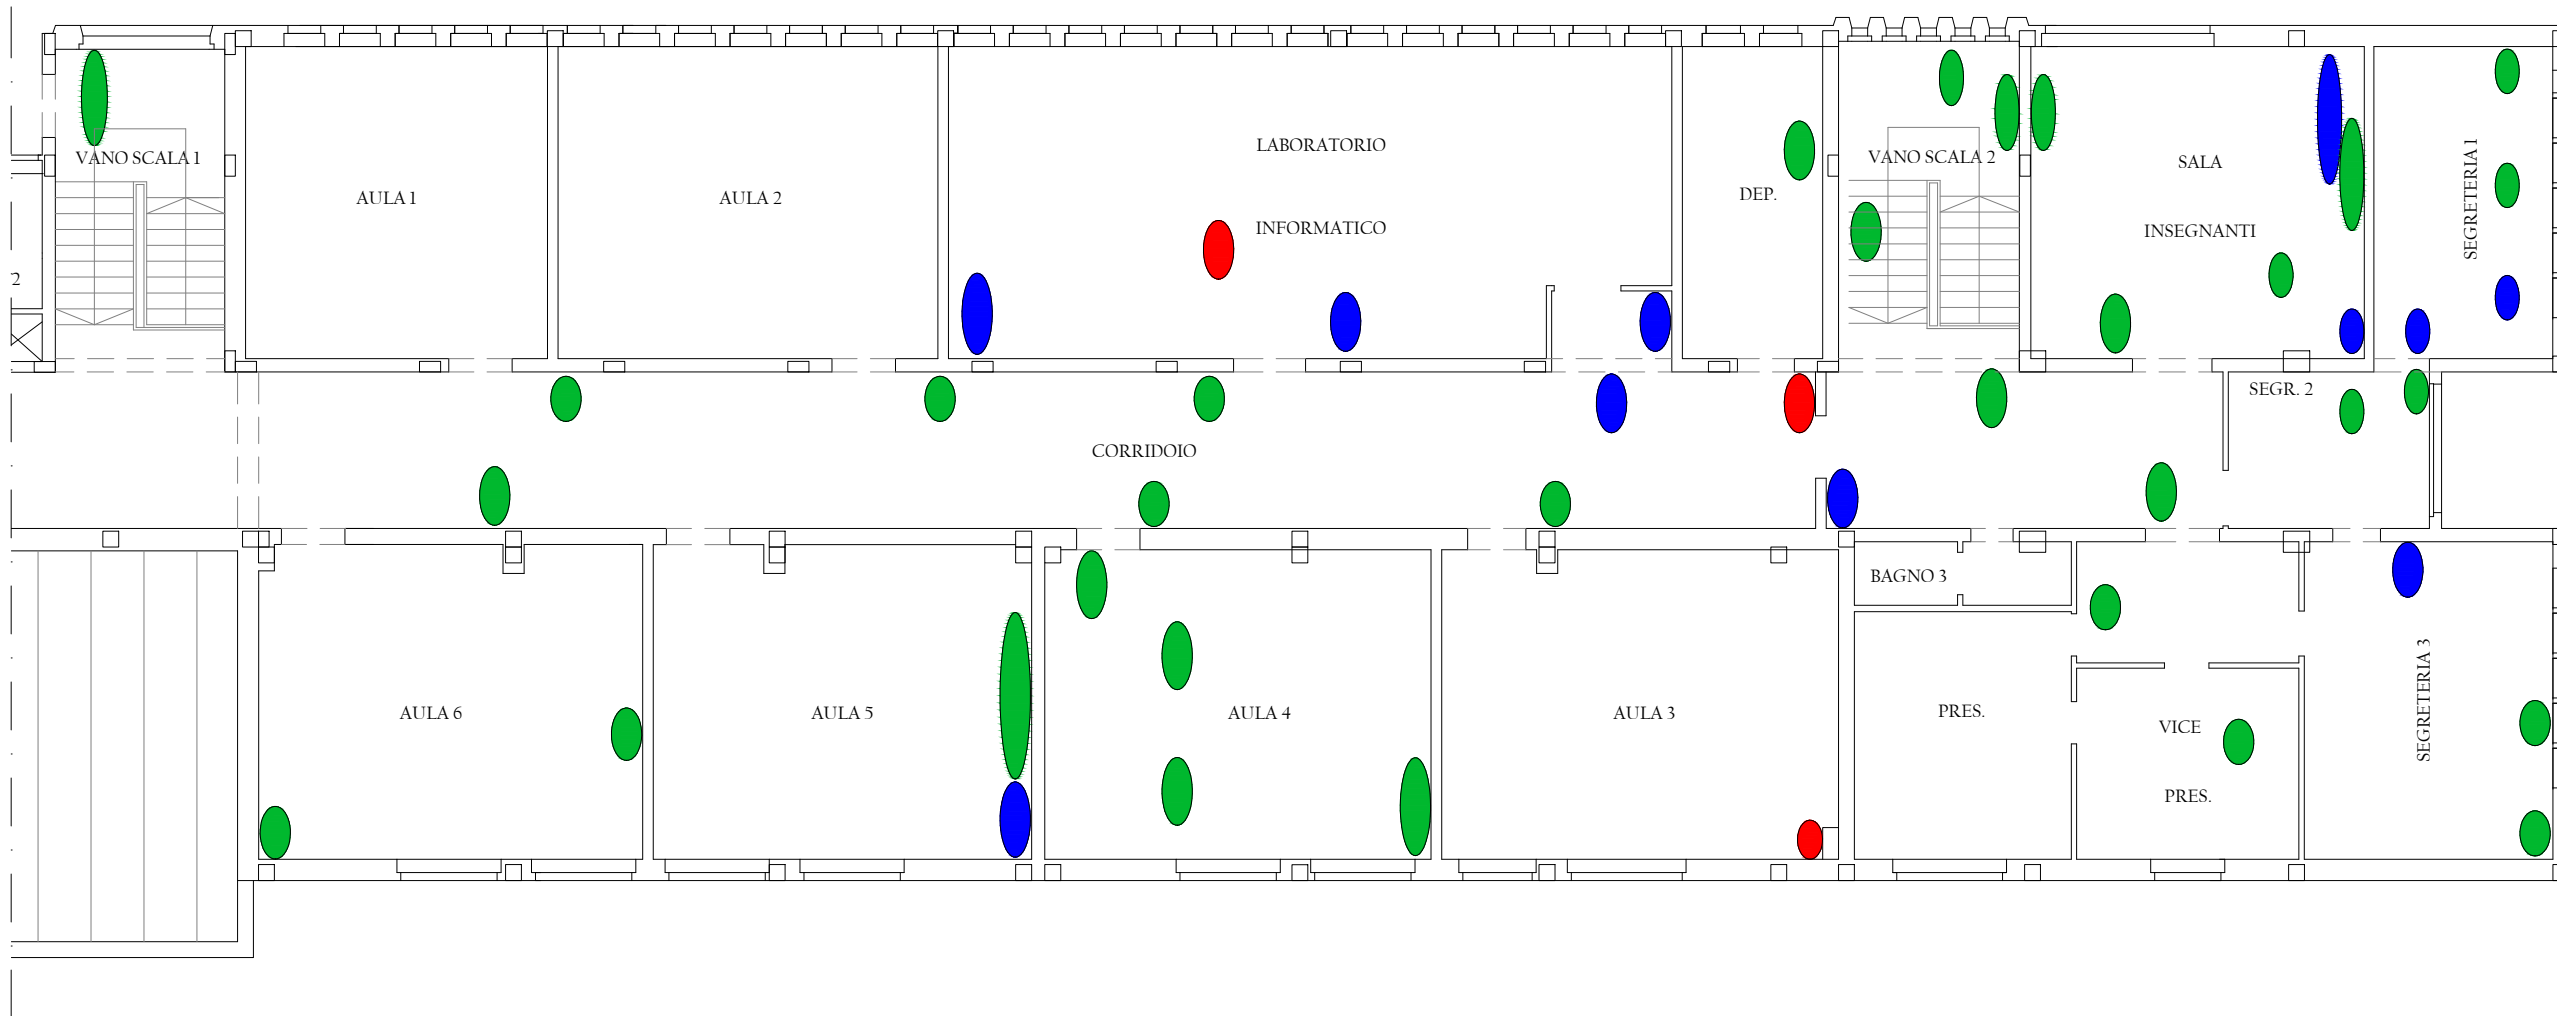 VANO SCALA 1
AULA 1
AULA 2
LABORATORIO
INFORMATICO
DEP.
VANO SCALA 2
SALA
INSEGNANTI
SEGRETERIA 1
2
SEGR. 2
CORRIDOIO
BAGNO 3
AULA 6
AULA 5
AULA 4
AULA 3
PRES.
VICE
PRES.
SEGRETERIA 3